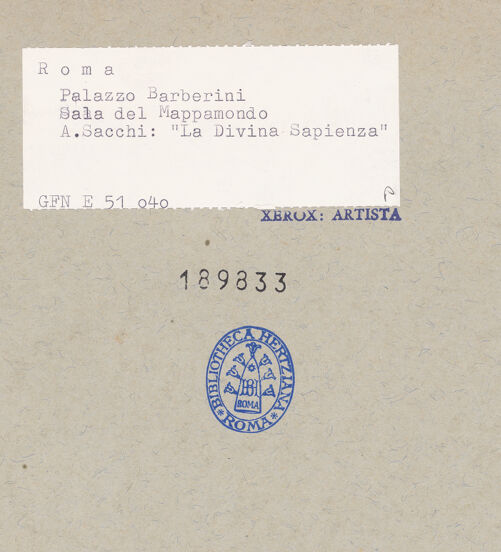 Roma
Palazzo Barberini
Sala del Mappamondo
A.Sacchi: "La Divina Sapienza"
GFN E 51 040
XEROX: ARTISTA
189833
BIBLIOTHECA HERTZIANA
BH
ROMA
* ROMA *